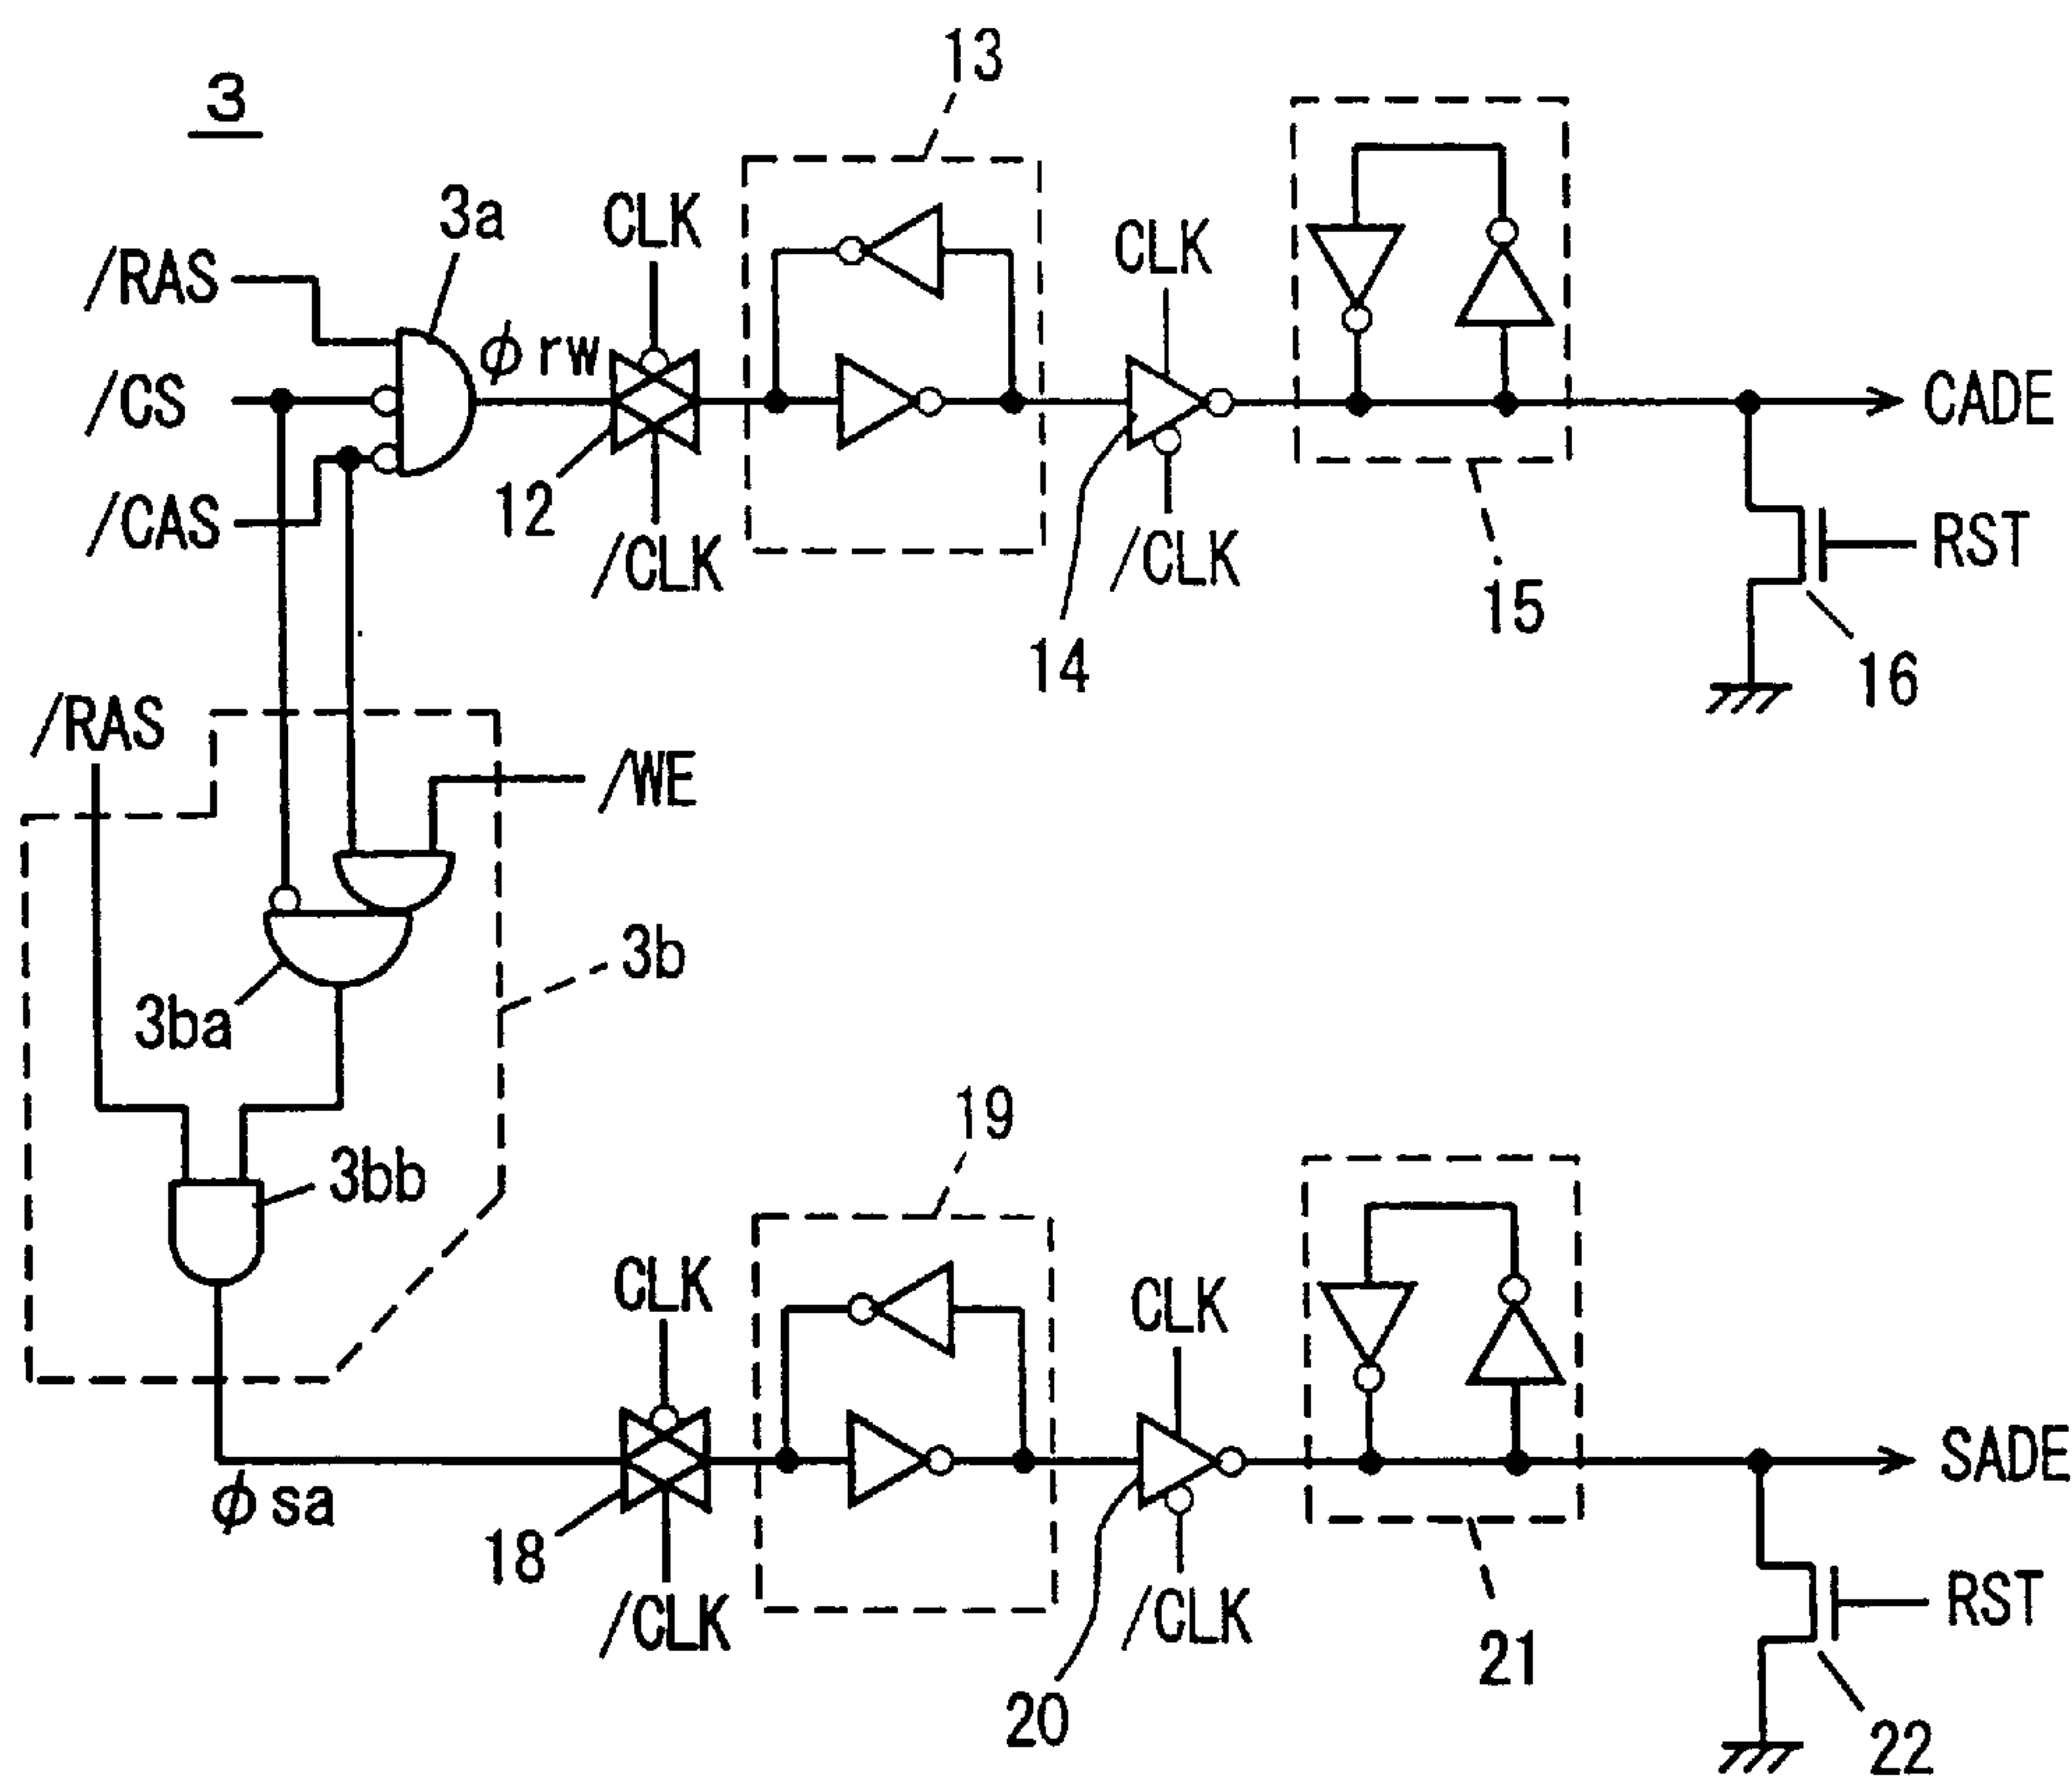 3
13
3a
CLK
/RAS
CLK
φ rw
/CS
CADE
/CAS
12
/CLK
/CLK
RST
15
14
16
/RAS
/WE
3b
3ba
19
3bb
CLK
CLK
SADE
φ sa
18
/CLK
/CLK
RST
21
20
22